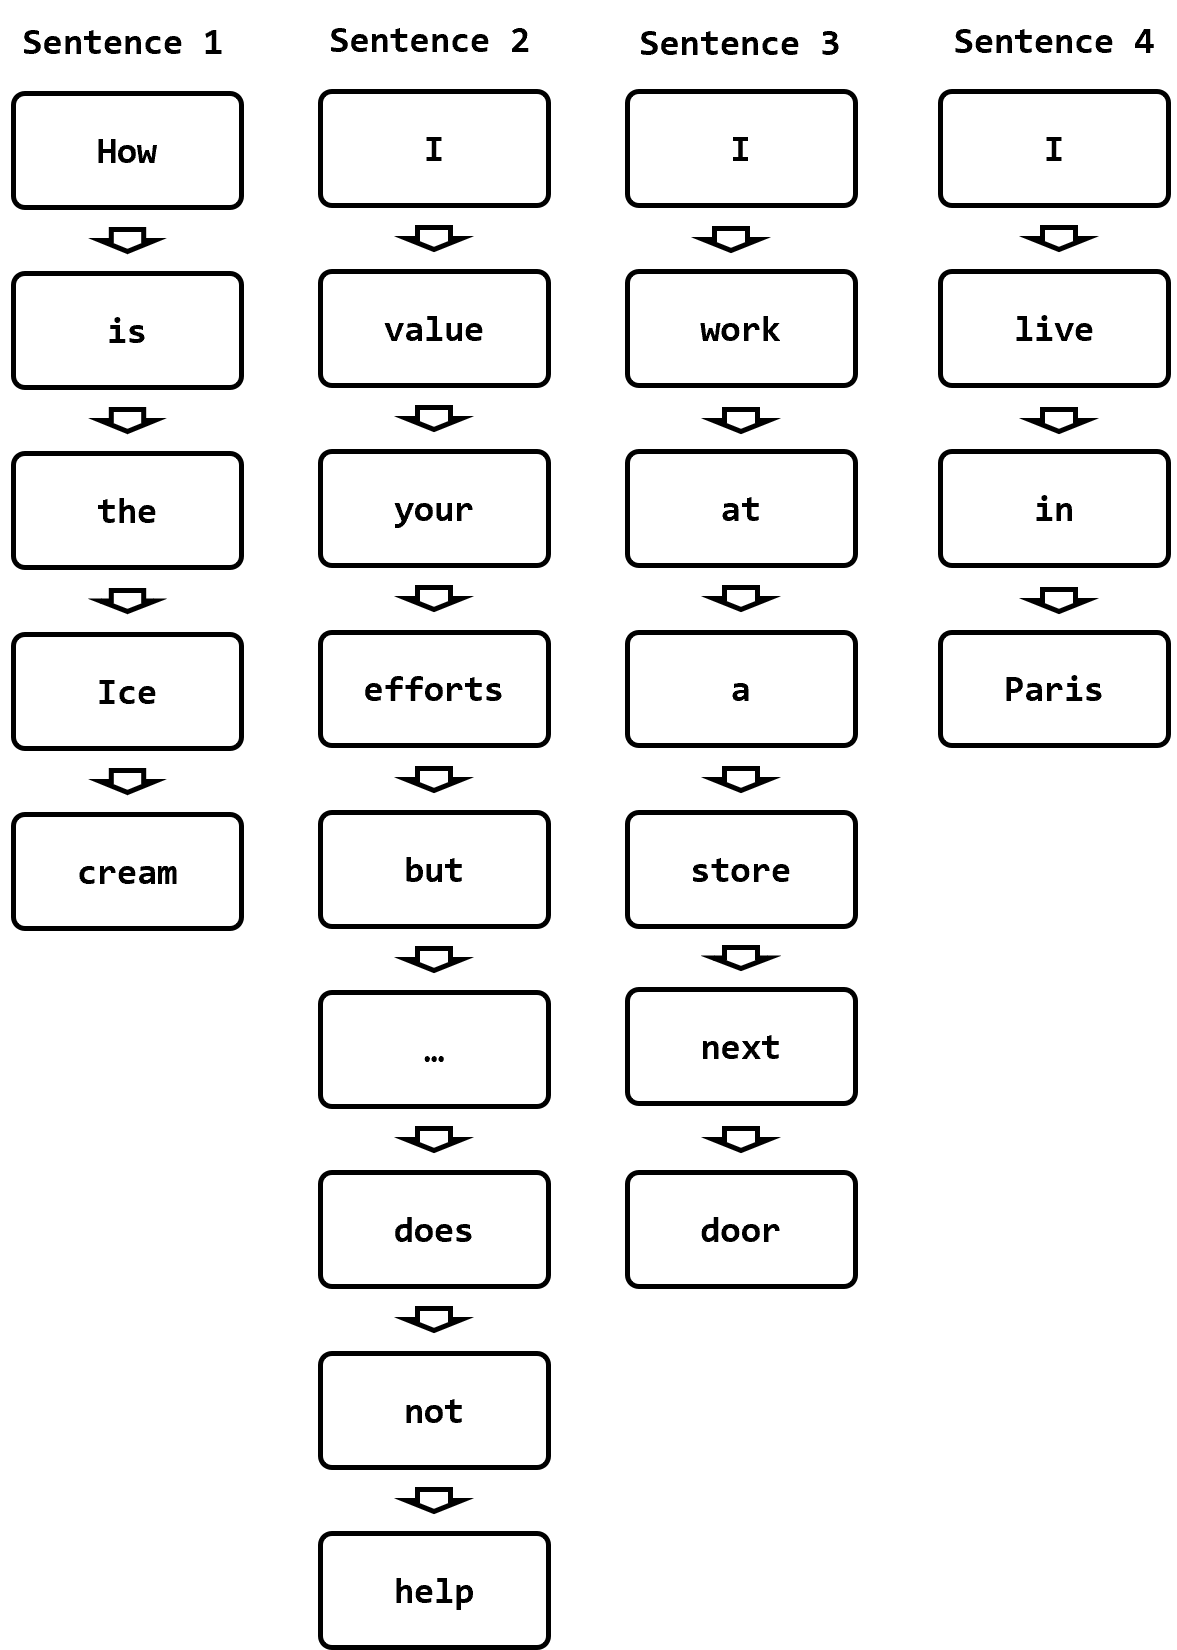 Sentence 1
How
is
the
Ice
cream
Sentence 2
I
value
your
efforts
but
…
does
not
help
Sentence 3
I
work
at
a
store
next
door
Sentence 4
I
live
in
Paris